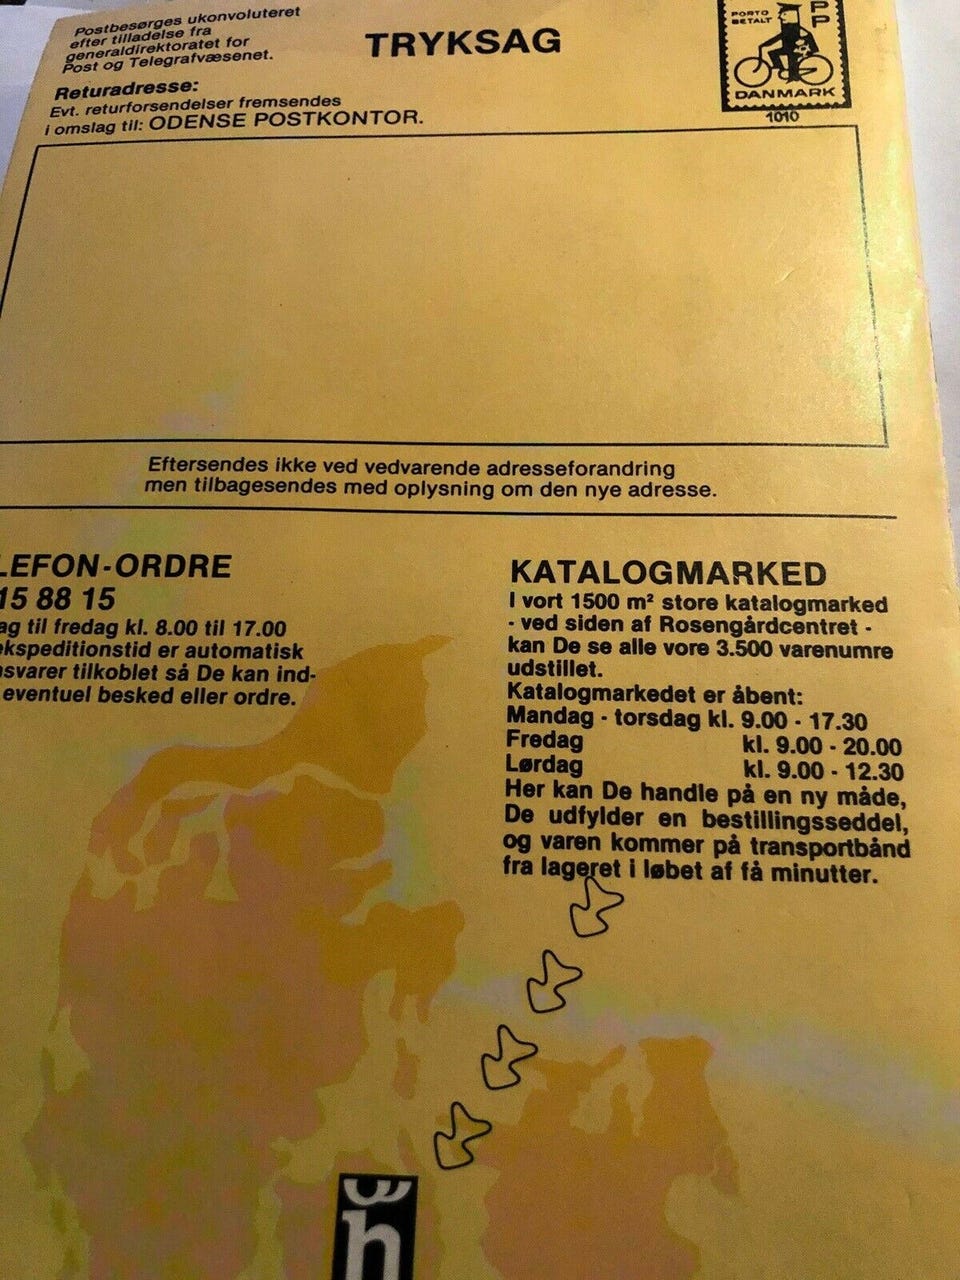 Postbesørges ukonvoluteret
efter tilladelse fra
generaldirektoratet for
Post og Telegrafvæsenet.
TRYKSAG
PORTO
BETALT
P
P
DANMARK
1010
Returadresse:
Evt. returforsendelser fremsendes
i omslag til: ODENSE POSTKONTOR.
Eftersendes ikke ved vedvarende adresseforandring
men tilbagesendes med oplysning om den nye adresse.
LEFON-ORDRE
15 88 15
ag til fredag kl. 8.00 til 17.00
kspeditionstid er automatisk
svarer tilkoblet så De kan ind-
eventuel besked eller ordre.
KATALOGMARKED
I vort 1500 m² store katalogmarked
- ved siden af Rosengårdcentret -
kan De se alle vore 3.500 varenumre
udstillet.
Katalogmarkedet er åbent:
Mandag - torsdag kl. 9.00 - 17.30
Fredag kl. 9.00 - 20.00
Lørdag kl. 9.00 - 12.30
Her kan De handle på en ny måde,
De udfylder en bestillingsseddel,
og varen kommer på transportbånd
fra lageret i løbet af få minutter.
h